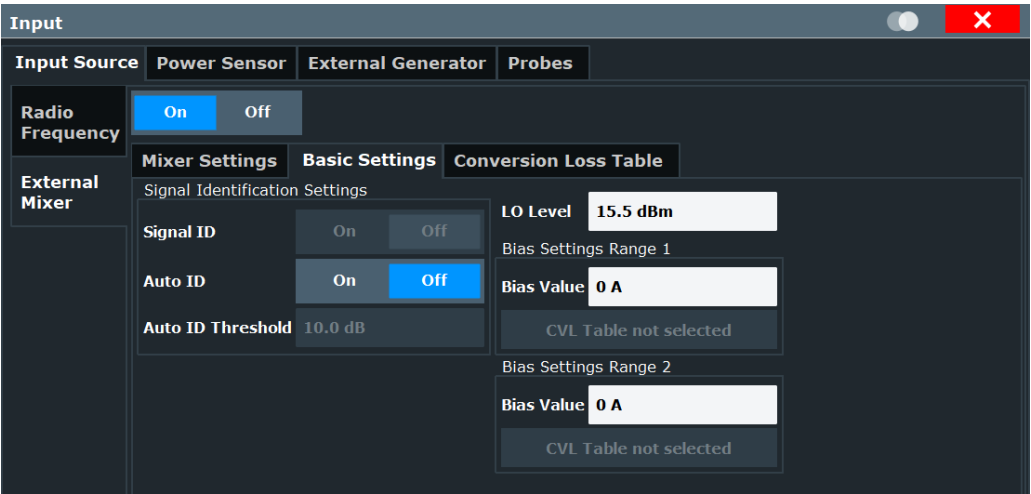 Input
Input Source Power Sensor External Generator Probes
Radio
Frequency
External
Mixer
On Off
Mixer Settings Basic Settings Conversion Loss Table
Signal Identification Settings
Signal ID On Off
Auto ID On Off
Auto ID Threshold 10.0 dB
LO Level 15.5 dBm
Bias Settings Range 1
Bias Value 0 A
CVL Table not selected
Bias Settings Range 2
Bias Value 0 A
CVL Table not selected